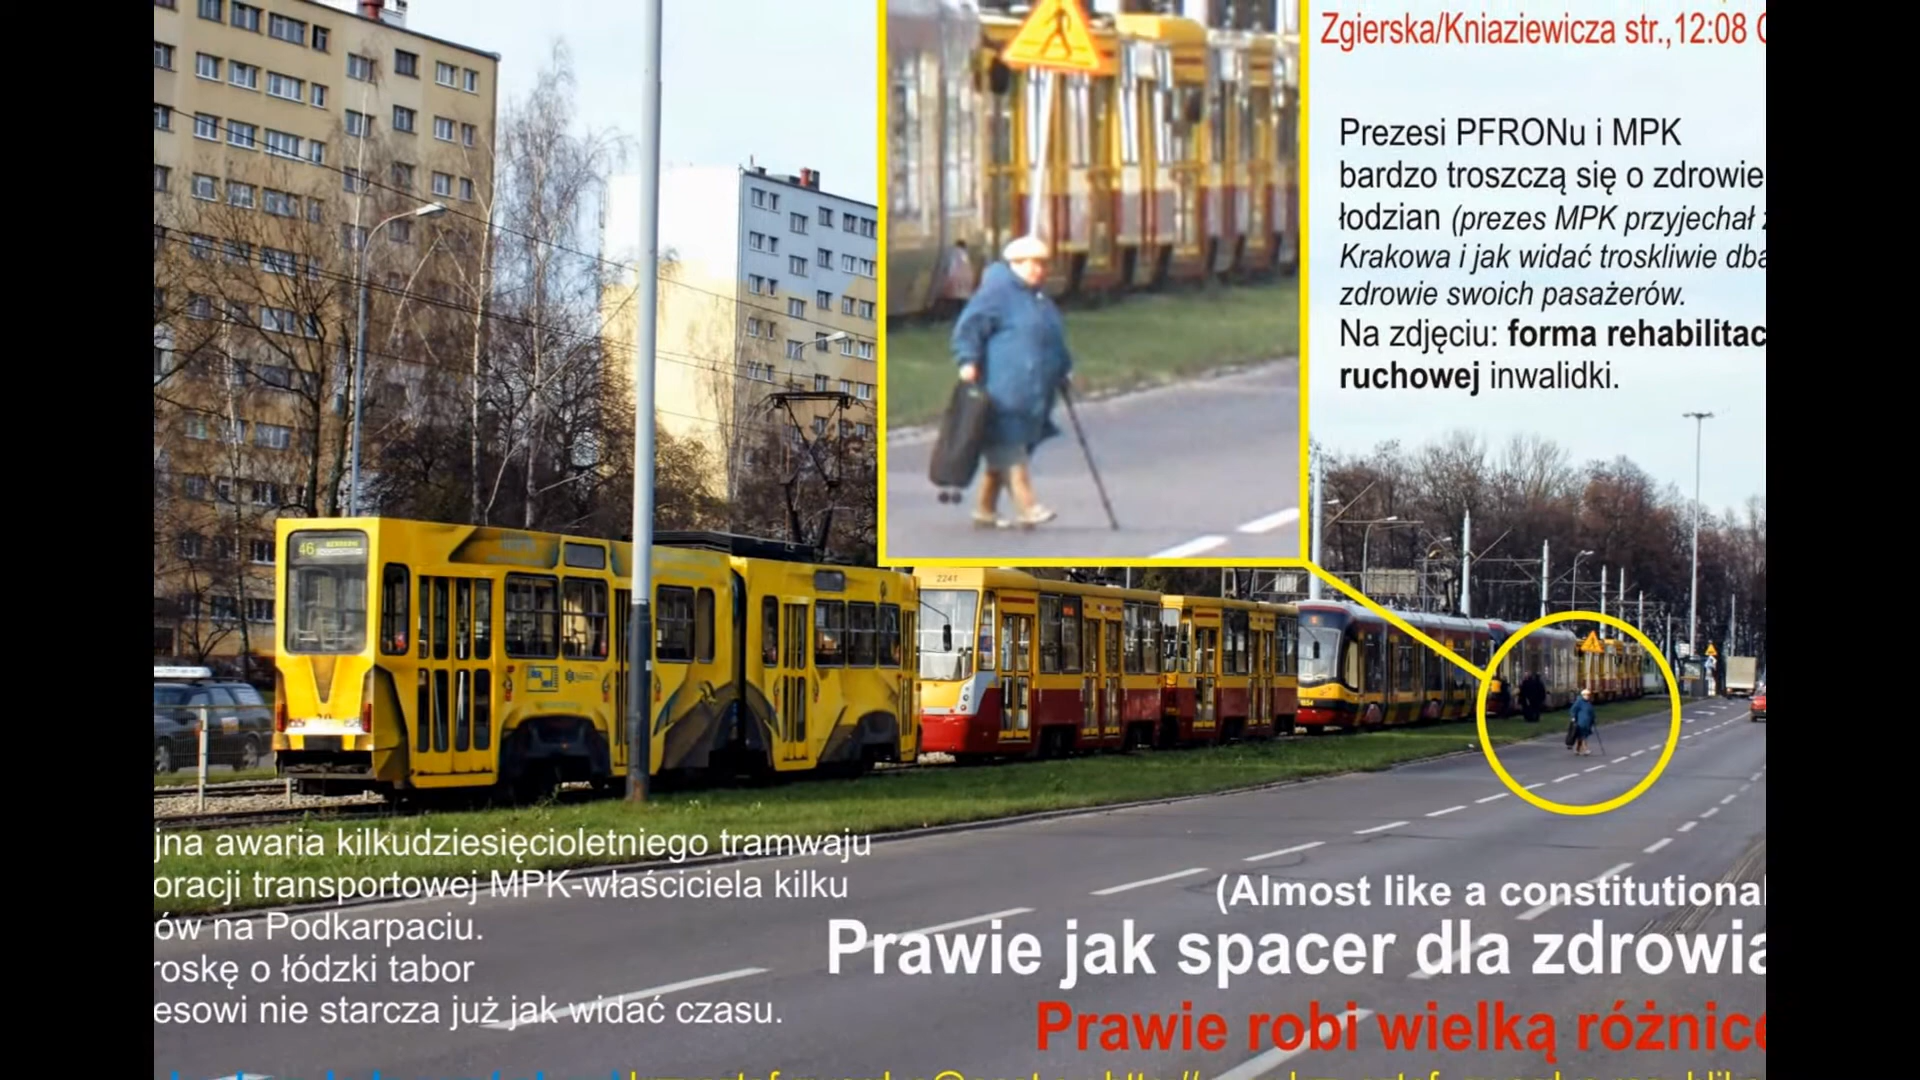 Zgierska/Kniaziewicza str.,12:08
Prezesi PFRONu i MPK
bardzo troszczą się o zdrowie
łodzian (prezes MPK przyjechał
Krakowa i jak widać troskliwie dba
zdrowie swoich pasażerów.
Na zdjęciu: forma rehabilitac
ruchowej inwalidki.
46
2241
jna awaria kilkudziesięcioletniego tramwaju
oracji transportowej MPK-właściciela kilku
ów na Podkarpaciu.
roskę o łódzki tabor
esowi nie starcza już jak widać czasu.
(Almost like a constitutional
Prawie jak spacer dla zdrowia
Prawie robi wielką różnicę